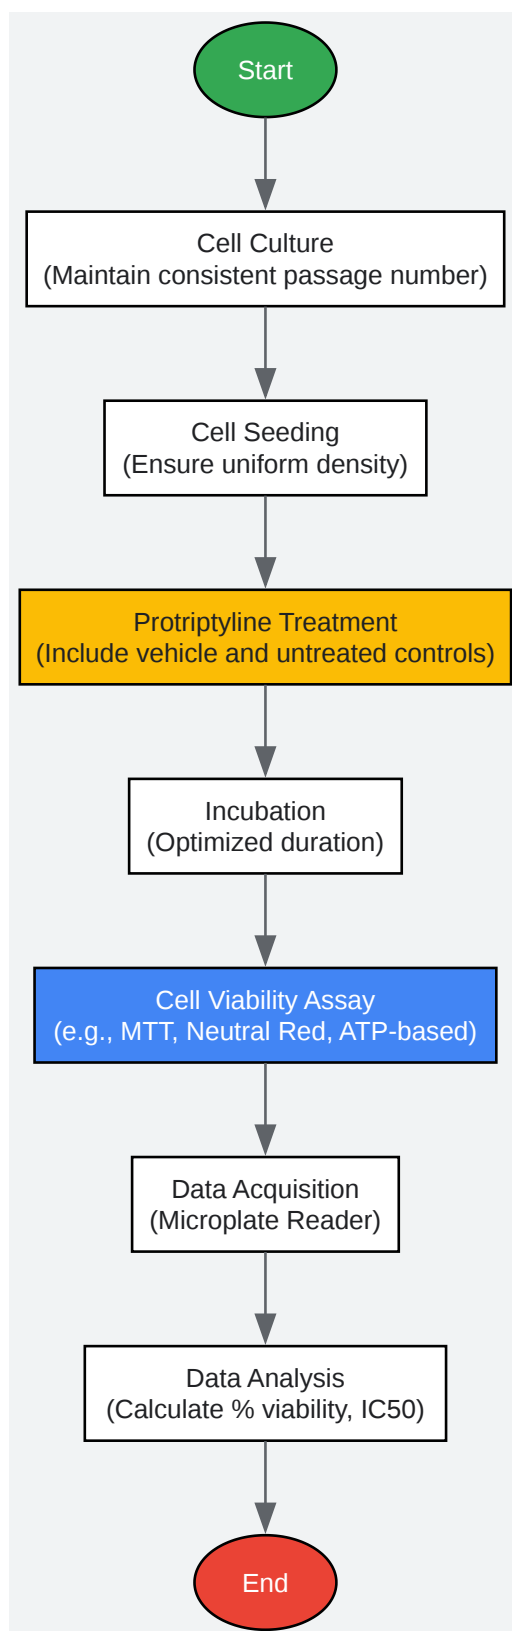 Start
Cell Culture
(Maintain consistent passage number)
Cell Seeding
(Ensure uniform density)
Protriptyline Treatment
(Include vehicle and untreated controls)
Incubation
(Optimized duration)
Cell Viability Assay
(e.g., MTT, Neutral Red, ATP-based)
Data Acquisition
(Microplate Reader)
Data Analysis
(Calculate % viability, IC50)
End